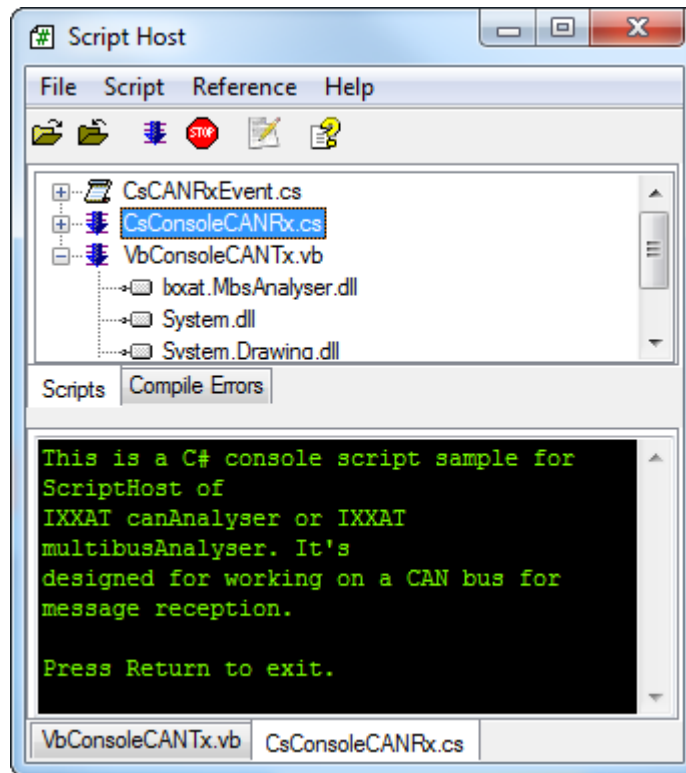 Script Host
File Script Reference Help
STOP
CsCANRxEvent.cs
CsConsoleCANRx.cs
VbConsoleCANTx.vb
Ixxat.MbsAnalyser.dll
System.dll
System.Drawing.dll
Scripts Compile Errors
This is a C# console script sample for
ScriptHost of
IXXAT canAnalyser or IXXAT
multibusAnalyser. It's
designed for working on a CAN bus for
message reception.
Press Return to exit.
VbConsoleCANTx.vb CsConsoleCANRx.cs